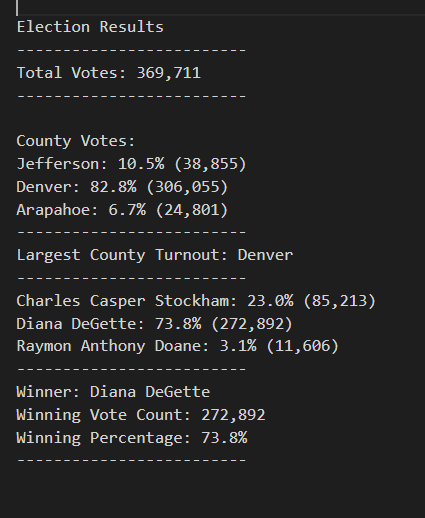 Election Results
-------------------------
Total Votes: 369,711
-------------------------
County Votes:
Jefferson: 10.5% (38,855)
Denver: 82.8% (306,055)
Arapahoe: 6.7% (24,801)
-------------------------
Largest County Turnout: Denver
-------------------------
Charles Casper Stockham: 23.0% (85,213)
Diana DeGette: 73.8% (272,892)
Raymon Anthony Doane: 3.1% (11,606)
-------------------------
Winner: Diana DeGette
Winning Vote Count: 272,892
Winning Percentage: 73.8%
-------------------------